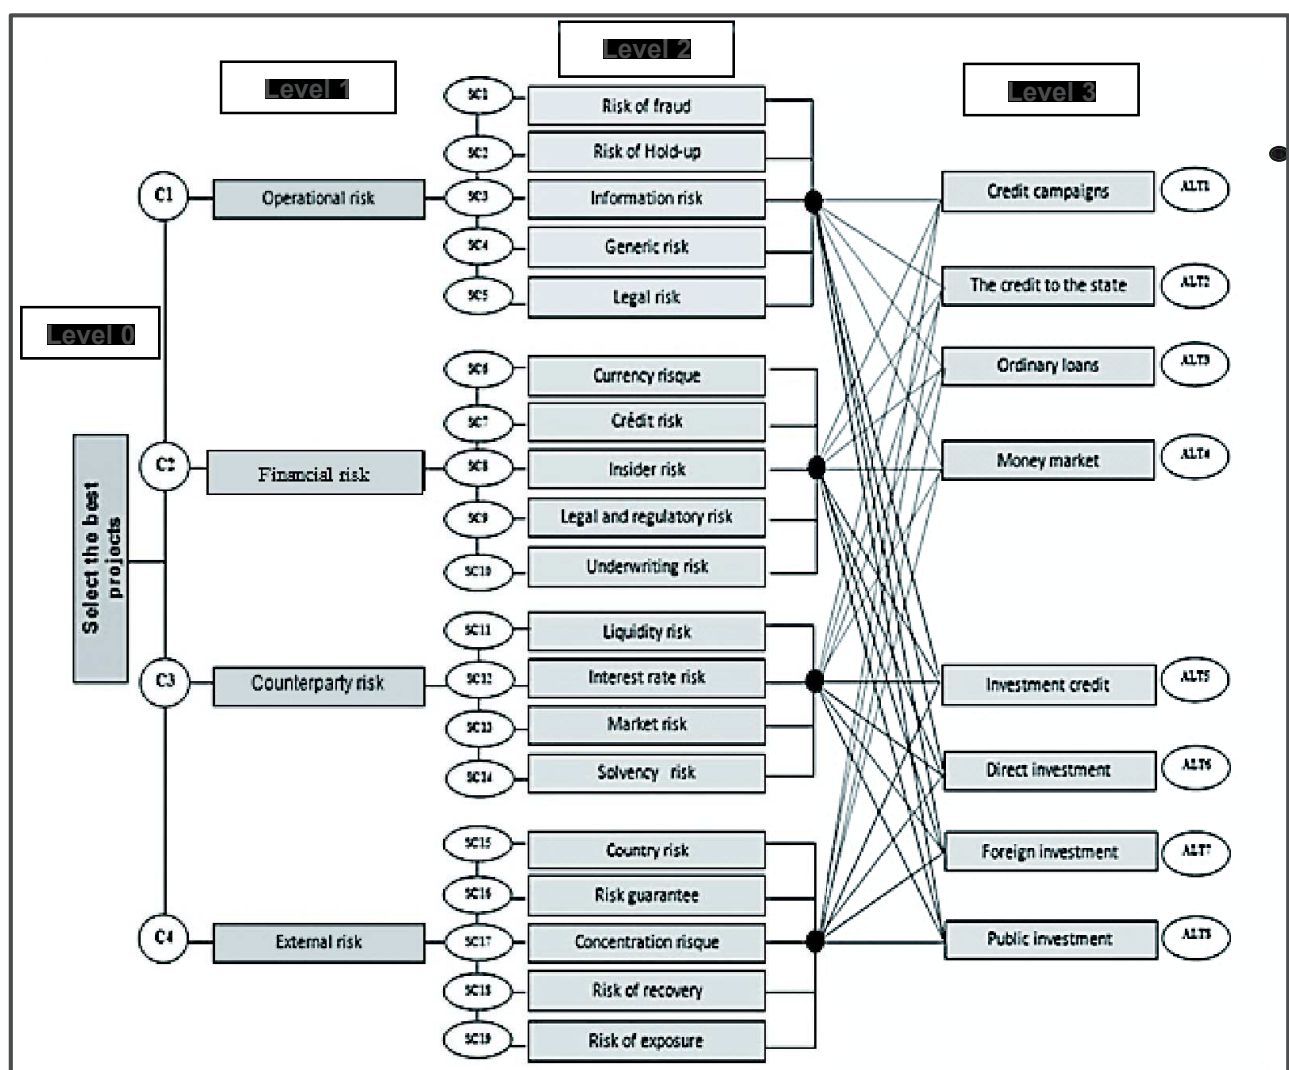 Level 0
Select the best
projects
Level 1
C1
Operational risk
C2
Financial risk
C3
Counterparty risk
C4
External risk
Level 2
SC1
Risk of fraud
SC2
Risk of Hold-up
SC3
Information risk
SC4
Generic risk
SC5
Legal risk
SC6
Currency risque
SC7
Crédit risk
SC8
Insider risk
SC9
Legal and regulatory risk
SC10
Underwriting risk
SC11
Liquidity risk
SC12
Interest rate risk
SC13
Market risk
SC14
Solvency risk
SC15
Country risk
SC16
Risk guarantee
SC17
Concentration risque
SC18
Risk of recovery
SC19
Risk of exposure
Level 3
Credit campaigns
ALT1
The credit to the state
ALT2
Ordinary loans
ALT3
Money market
ALT4
Investment credit
ALT5
Direct investment
ALT6
Foreign investment
ALT7
Public investment
ALT8